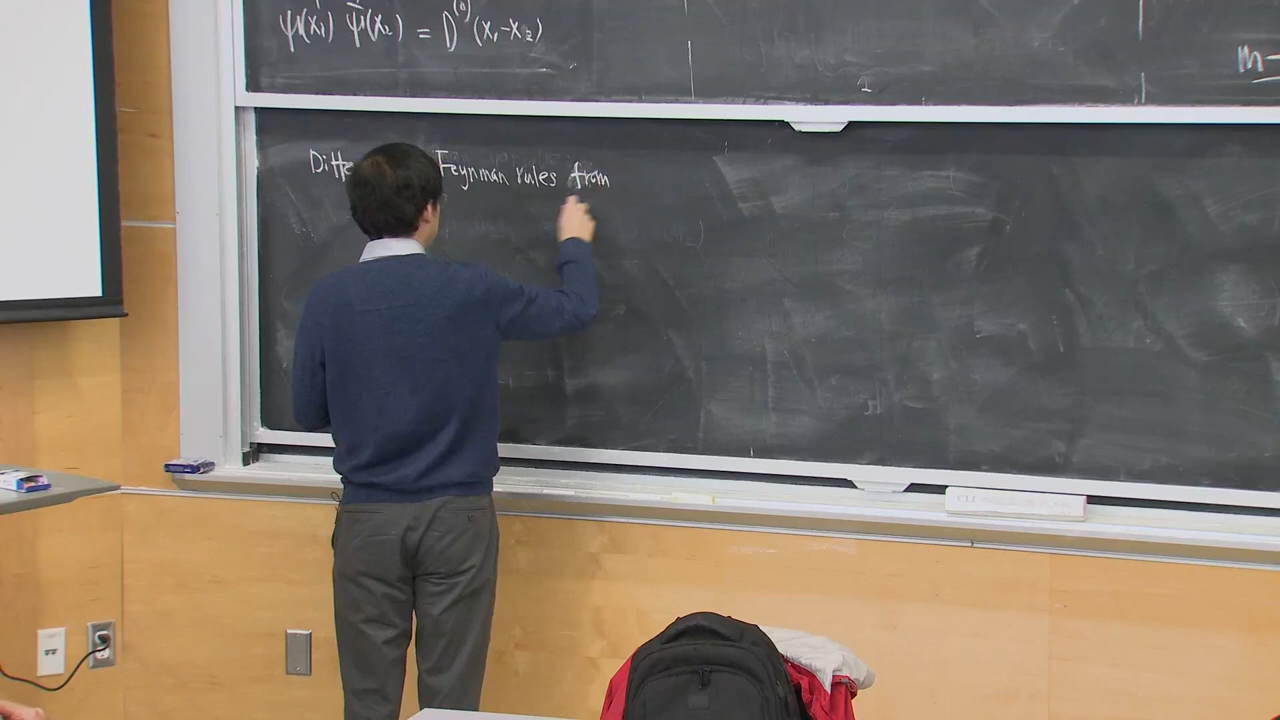 ψ(x₁) ψ̄(x₂) = D⁽⁰⁾(x₁-x₂)
m-
Feynman rules from